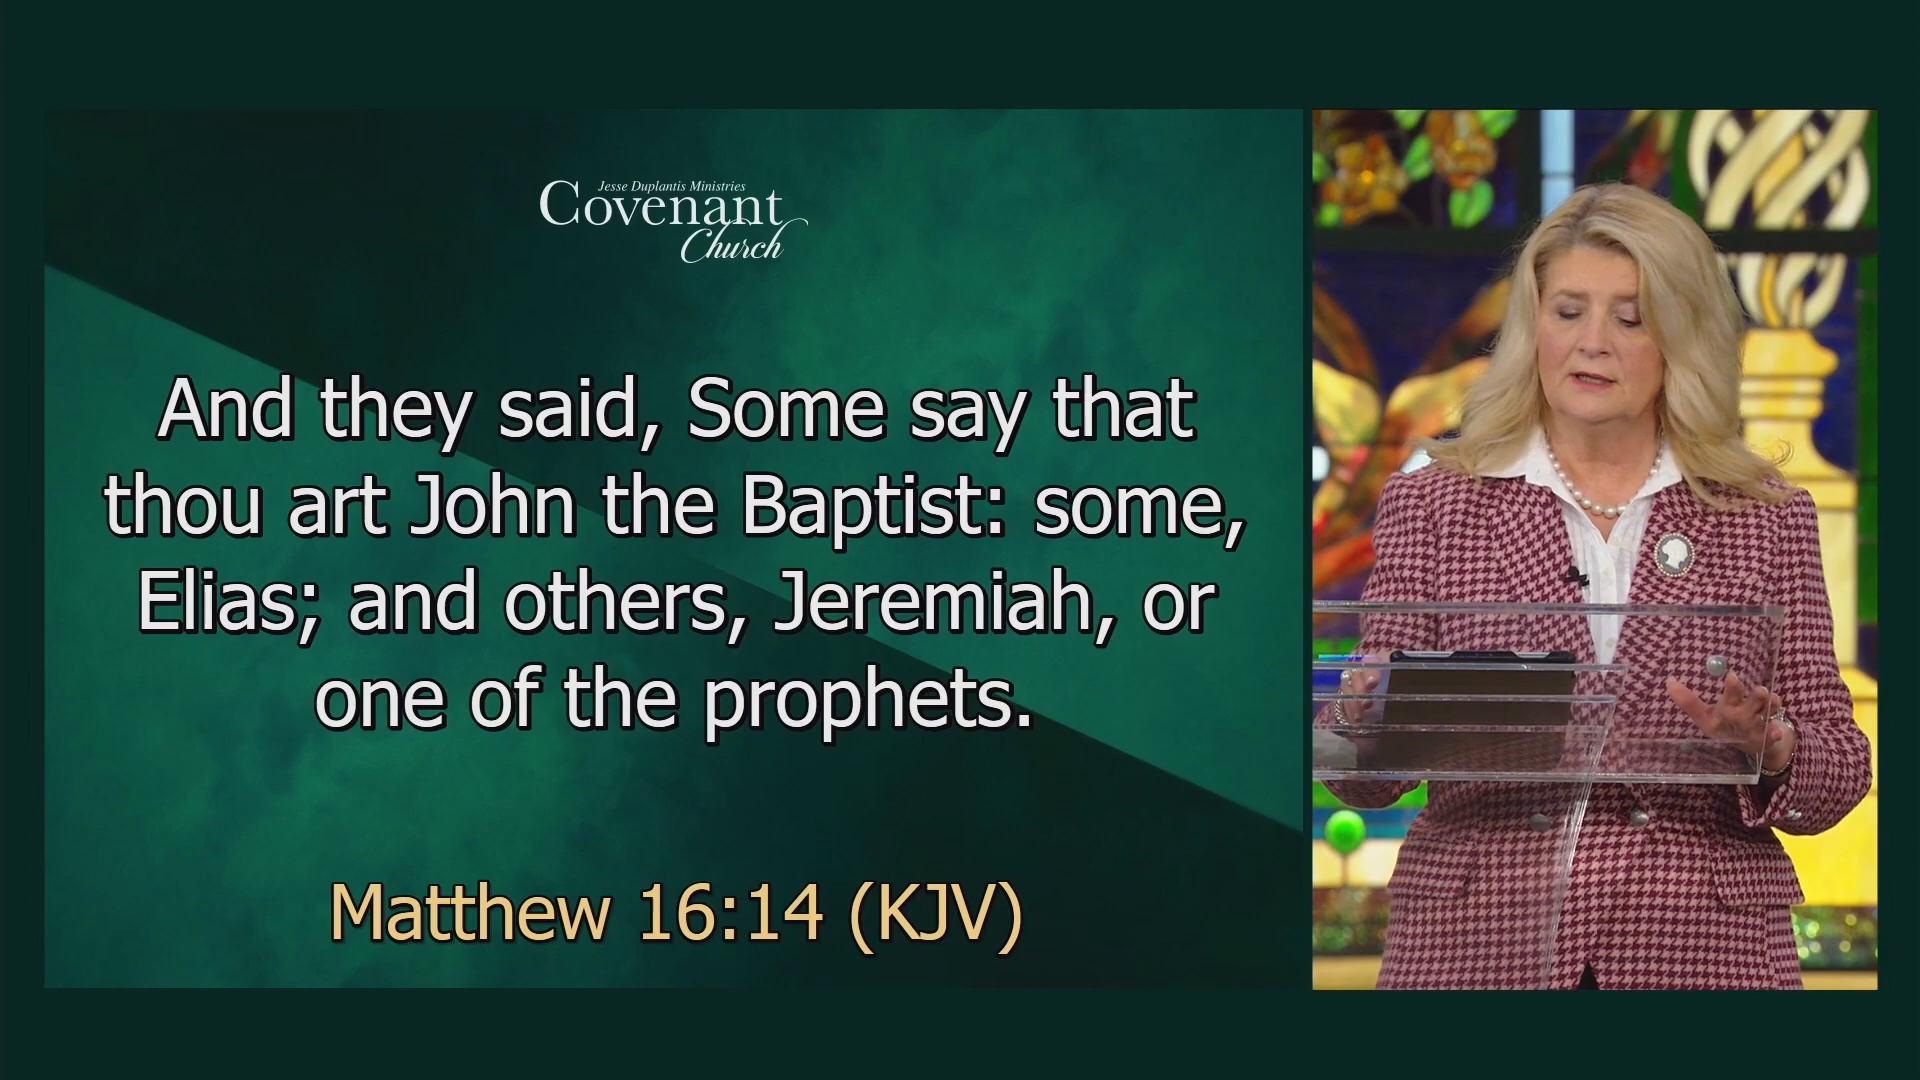 Jesse Duplantis Ministries
Covenant
Church
And they said, Some say that
thou art John the Baptist: some,
Elias; and others, Jeremiah, or
one of the prophets.
Matthew 16:14 (KJV)